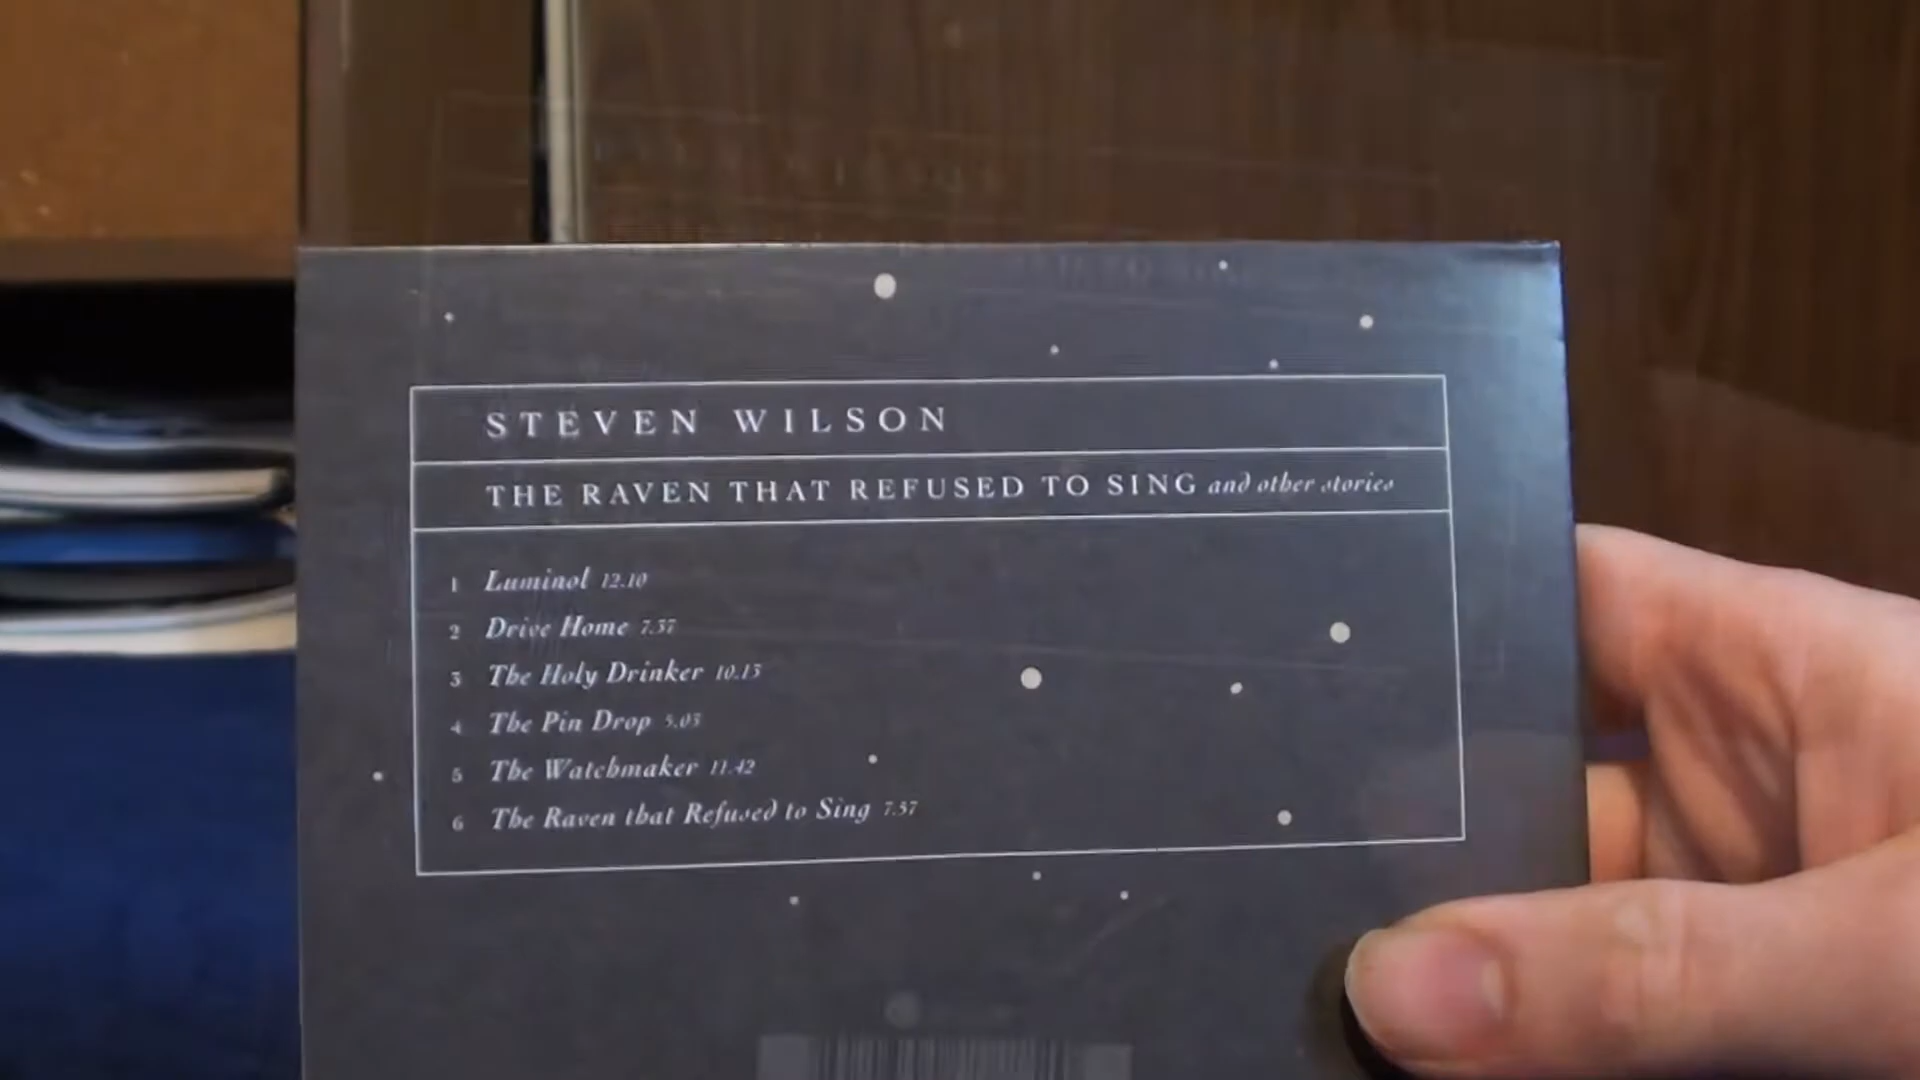 STEVEN WILSON
THE RAVEN THAT REFUSED TO SING and other stories
1 Luminol 12.10
2 Drive Home 7.37
3 The Holy Drinker 10.13
4 The Pin Drop 5.03
5 The Watchmaker 11.42
6 The Raven that Refused to Sing 7.57